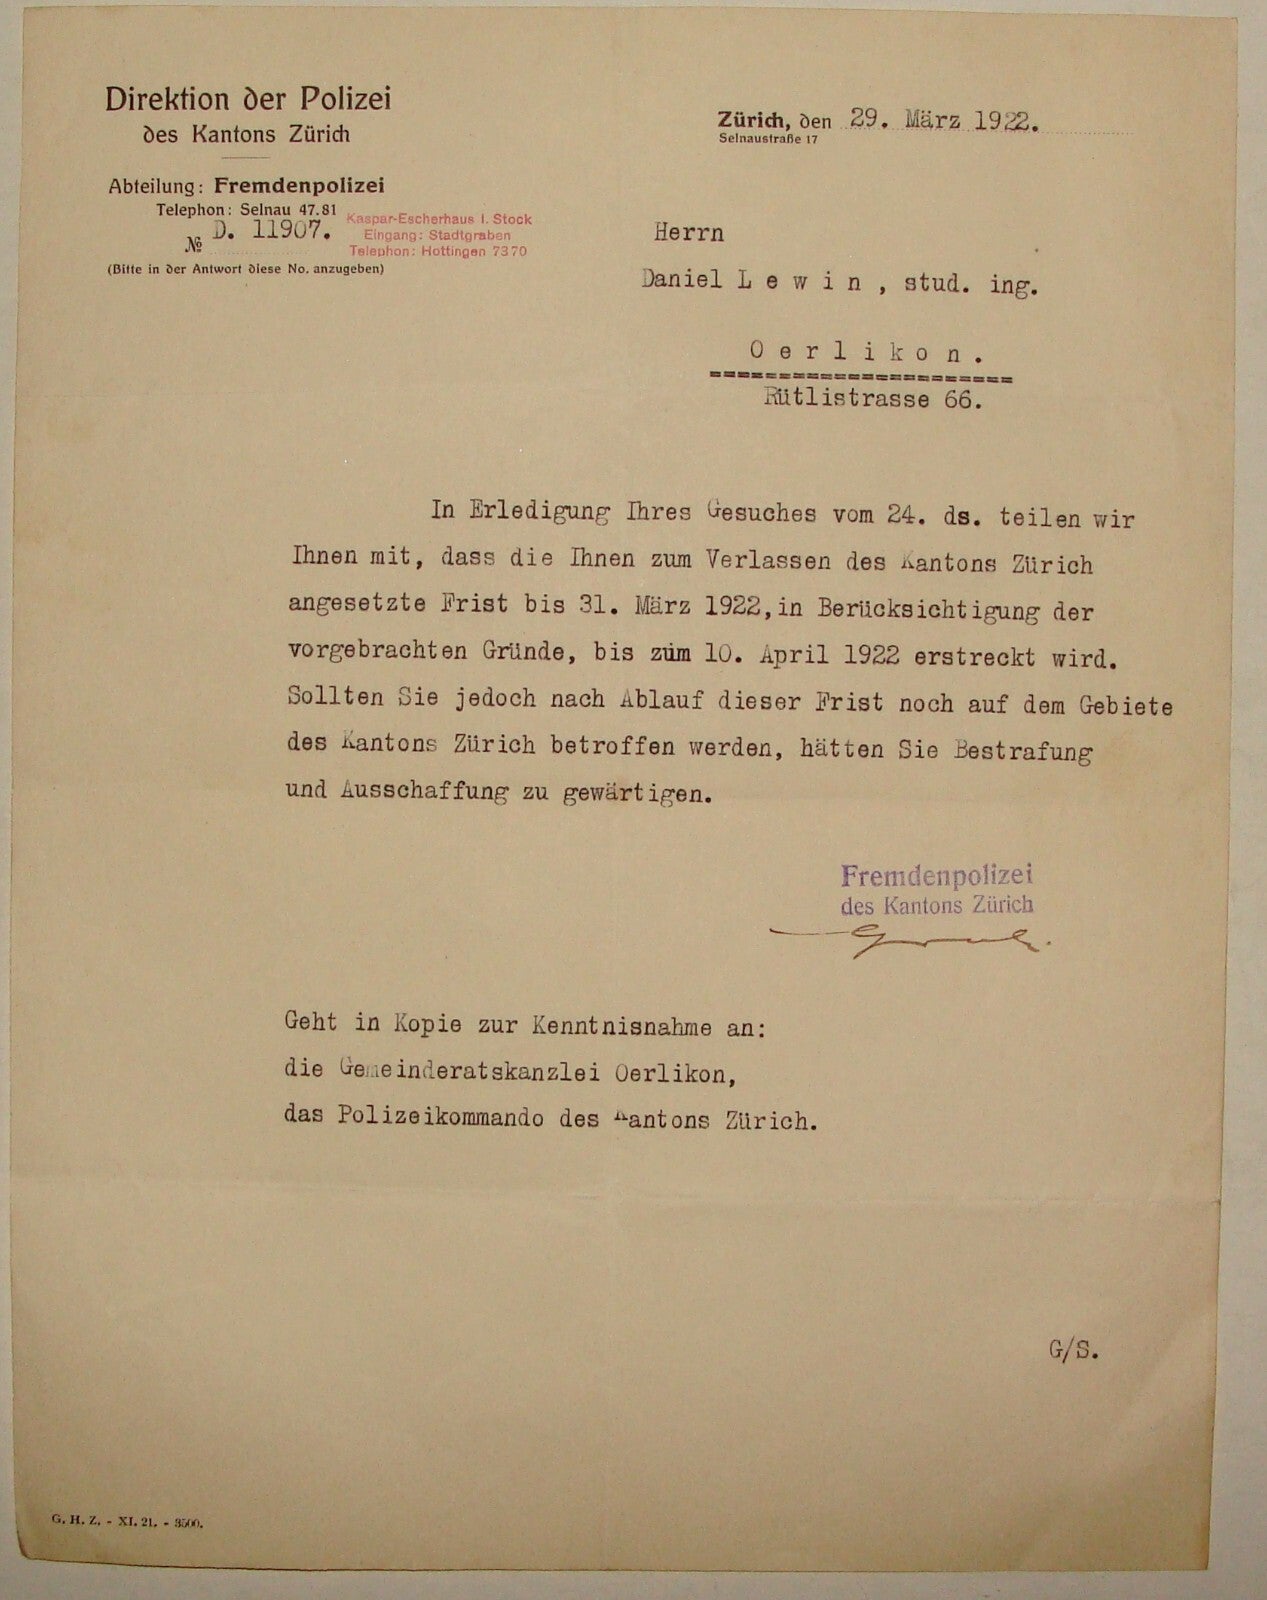 Direktion der Polizei
des Kantons Zürich
Abteilung: Fremdenpolizei
Telephon: Selnau 47.81
№ D. 11907.
(Bitte in der Antwort diese No. anzugeben)
Kaspar-Escherhaus I. Stock
Eingang: Stadtgraben
Telephon: Hottingen 7370
Zürich, den 29. März 1922.
Selnaustraße 17
Herrn
Daniel L e w i n , stud. ing.
O e r l i k o n .
======================
Rütlistrasse 66.
In Erledigung Ihres Gesuches vom 24. ds. teilen wir
Ihnen mit, dass die Ihnen zum Verlassen des Kantons Zürich
angesetzte Frist bis 31. März 1922, in Berücksichtigung der
vorgebrachten Gründe, bis zum 10. April 1922 erstreckt wird.
Sollten Sie jedoch nach Ablauf dieser Frist noch auf dem Gebiete
des Kantons Zürich betroffen werden, hätten Sie Bestrafung
und Ausschaffung zu gewärtigen.
Fremdenpolizei
des Kantons Zürich
Geht in Kopie zur Kenntnisnahme an:
die Gemeinderatskanzlei Oerlikon,
das Polizeikommando des Kantons Zürich.
G/S.
G. H. Z. - XI. 21. - 3500.